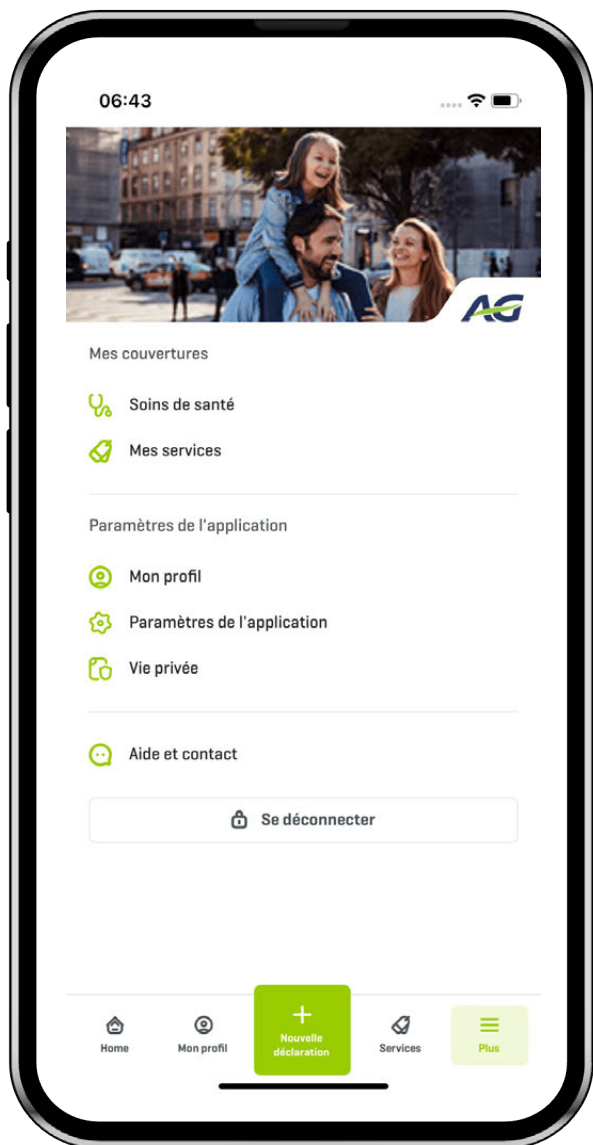 06:43
AG
Mes couvertures
Soins de santé
Mes services
Paramètres de l'application
Mon profil
Paramètres de l'application
Vie privée
Aide et contact
Se déconnecter
Home
Mon profil
Nouvelle
déclaration
Services
Plus